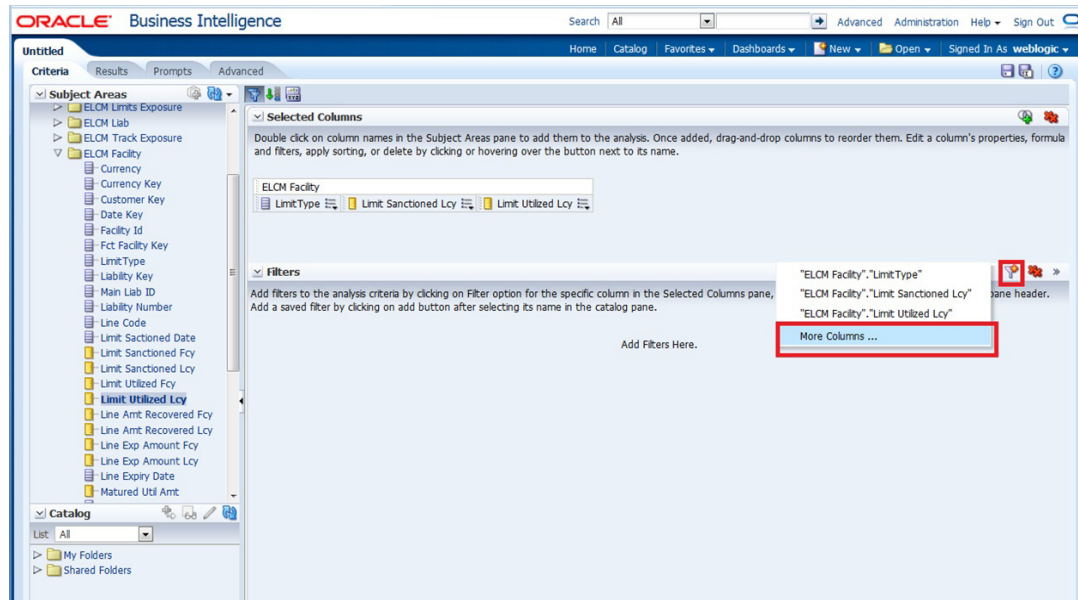 ORACLE Business Intelligence
Search All Advanced Administration Help Sign Out
Untitled
Home Catalog Favorites Dashboards New Open Signed In As weblogic
Criteria Results Prompts Advanced
Subject Areas
ELCM Limits Exposure
ELCM Liab
ELCM Track Exposure
ELCM Facility
Currency
Currency Key
Customer Key
Date Key
Facility Id
Fct Facility Key
LimitType
Liability Key
Main Liab ID
Liability Number
Line Code
Limit Sactioned Date
Limit Sanctioned Fcy
Limit Sanctioned Lcy
Limit Utilized Fcy
Limit Utilized Lcy
Line Amt Recovered Fcy
Line Amt Recovered Lcy
Line Exp Amount Fcy
Line Exp Amount Lcy
Line Expiry Date
Matured Util Amt
Catalog
List All
My Folders
Shared Folders
Selected Columns
Double click on column names in the Subject Areas pane to add them to the analysis. Once added, drag-and-drop columns to reorder them. Edit a column's properties, formula
and filters, apply sorting, or delete by clicking or hovering over the button next to its name.
ELCM Facility
LimitType Limit Sanctioned Lcy Limit Utilized Lcy
Filters
Add filters to the analysis criteria by clicking on Filter option for the specific column in the Selected Columns pane, pane header.
Add a saved filter by clicking on add button after selecting its name in the catalog pane.
Add Filters Here.
"ELCM Facility"."LimitType"
"ELCM Facility"."Limit Sanctioned Lcy"
"ELCM Facility"."Limit Utilized Lcy"
More Columns ...